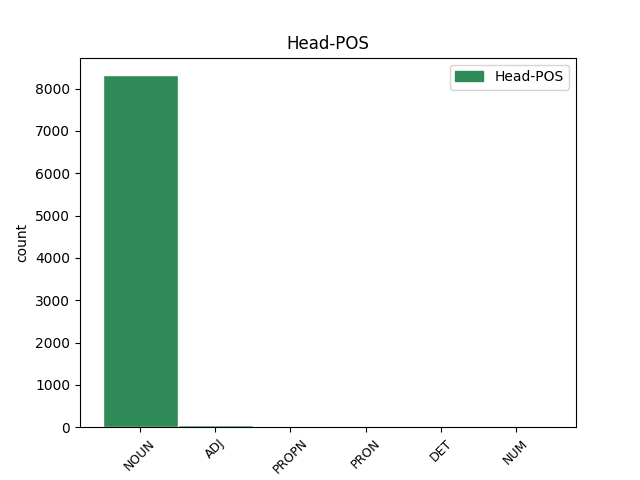 Head-POS
Head-POS
count
8000
7000
6000
5000
4000
3000
2000
1000
0
NOUN
ADJ
PROPN
PRON
DET
NUM